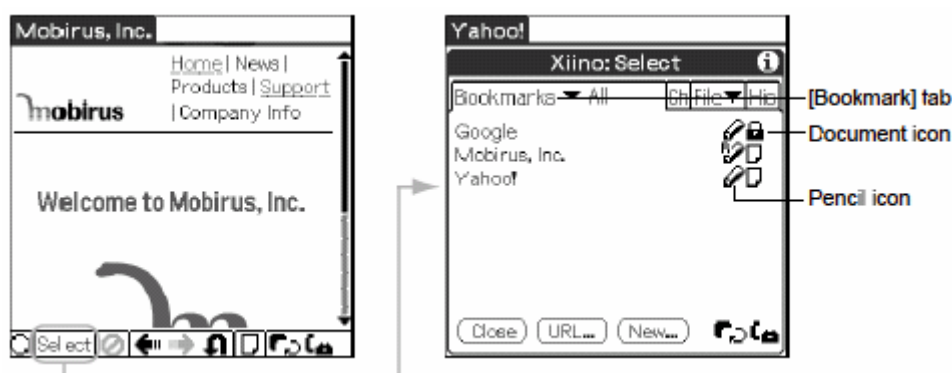 Mobirus, Inc.
Home | News |
Products | Support
| Company Info
mobirus
Welcome to Mobirus, Inc.
Select
Yahoo!
Xiino: Select
Bookmarks All Ch File His
Google
Mobirus, Inc.
Yahoo!
Close URL... New...
[Bookmark] tab
Document icon
Pencil icon